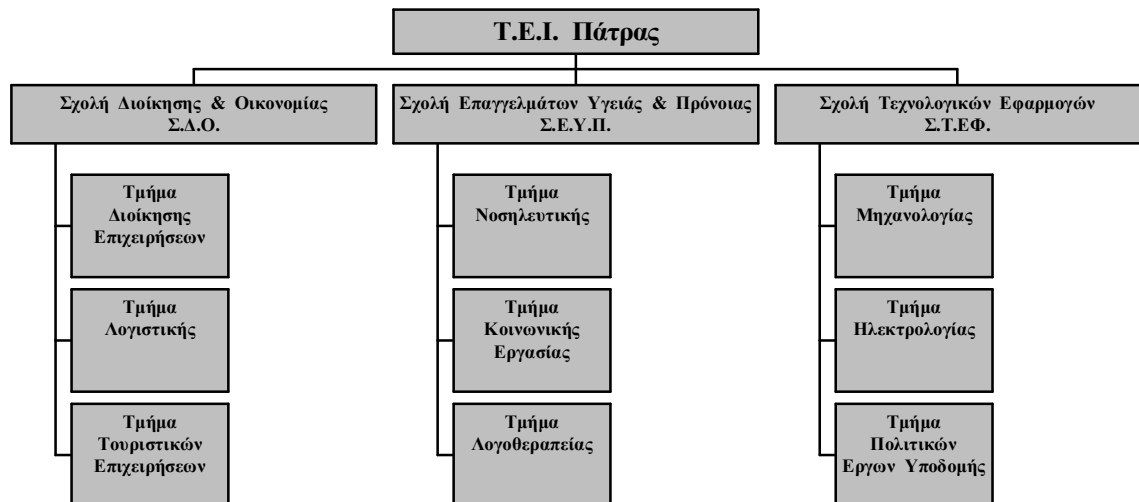 Τ.Ε.Ι. Πάτρας
Σχολή Διοίκησης & Οικονομίας
Σ.Δ.Ο.
Τμήμα
Διοίκησης
Επιχειρήσεων
Τμήμα
Λογιστικής
Τμήμα
Τουριστικών
Επιχειρήσεων
Σχολή Επαγγελμάτων Υγειάς & Πρόνοιας
Σ.Ε.Υ.Π.
Τμήμα
Νοσηλευτικής
Τμήμα
Κοινωνικής
Εργασίας
Τμήμα
Λογοθεραπείας
Σχολή Τεχνολογικών Εφαρμογών
Σ.Τ.ΕΦ.
Τμήμα
Μηχανολογίας
Τμήμα
Ηλεκτρολογίας
Τμήμα
Πολιτικών
Εργων Υποδομής